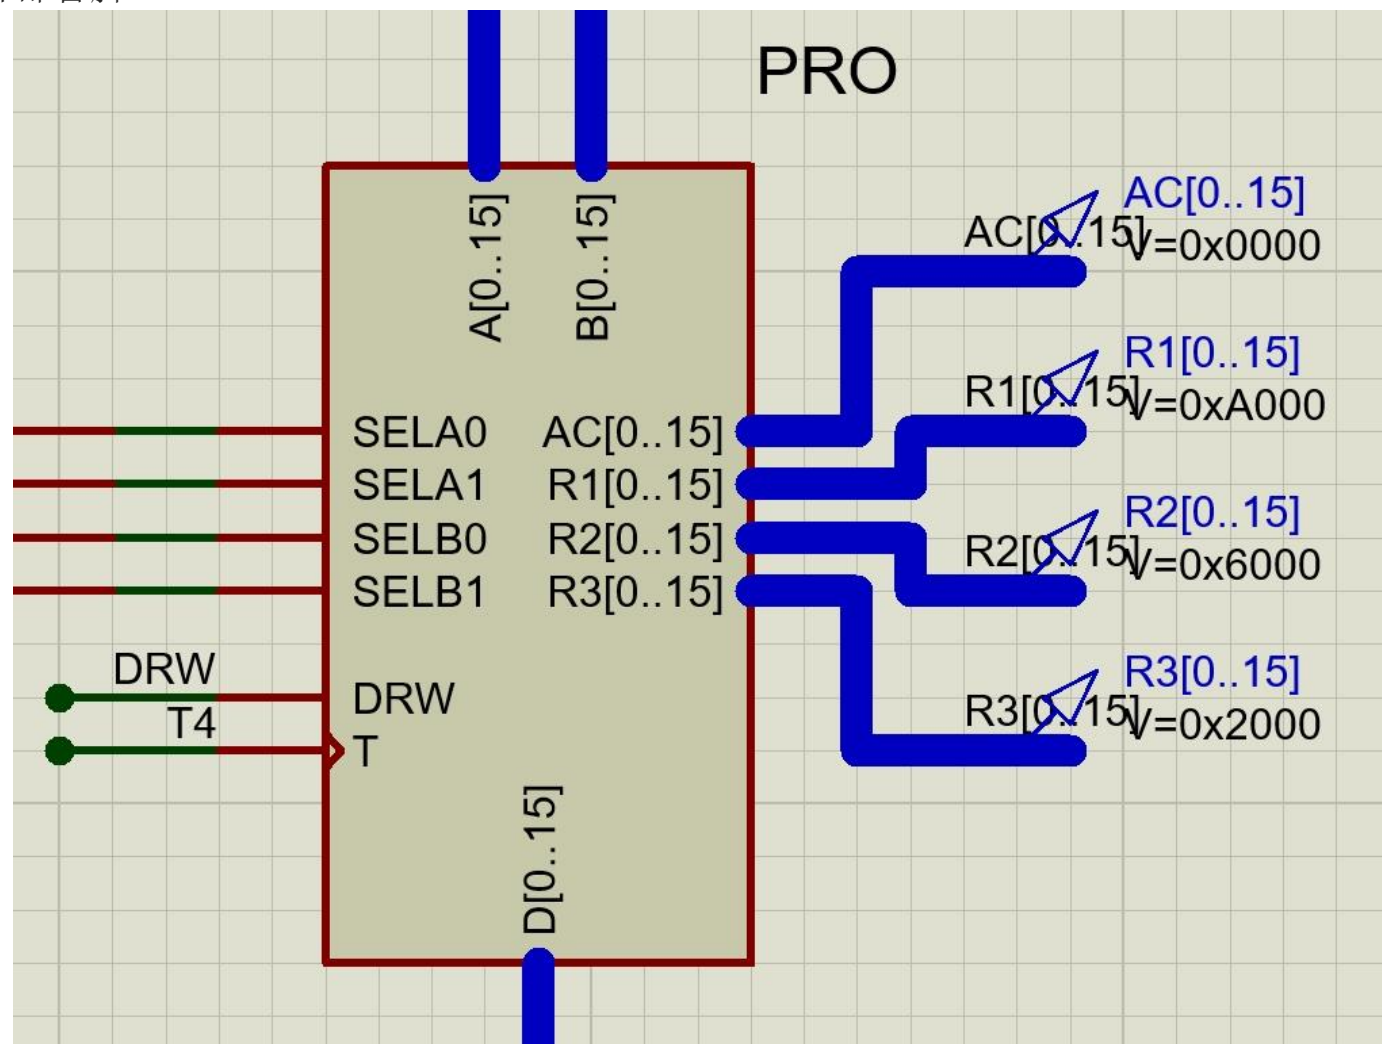 PRO
AC[0..15]
AC[0..15]
V=0x0000
A[0..15]
B[0..15]
R1[0..15]
R1[0..15]
V=0xA000
SELA0
AC[0..15]
SELA1
R1[0..15]
R2[0..15]
R2[0..15]
V=0x6000
SELB0
R2[0..15]
SELB1
R3[0..15]
DRW
DRW
R3[0..15]
R3[0..15]
V=0x2000
T4
T
D[0..15]